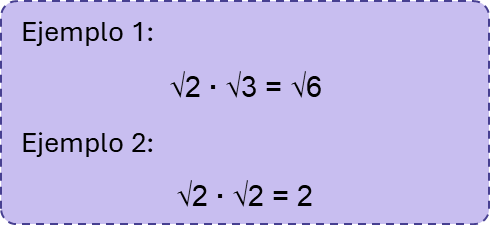 Ejemplo 1:
√2 · √3 = √6
Ejemplo 2:
√2 · √2 = 2